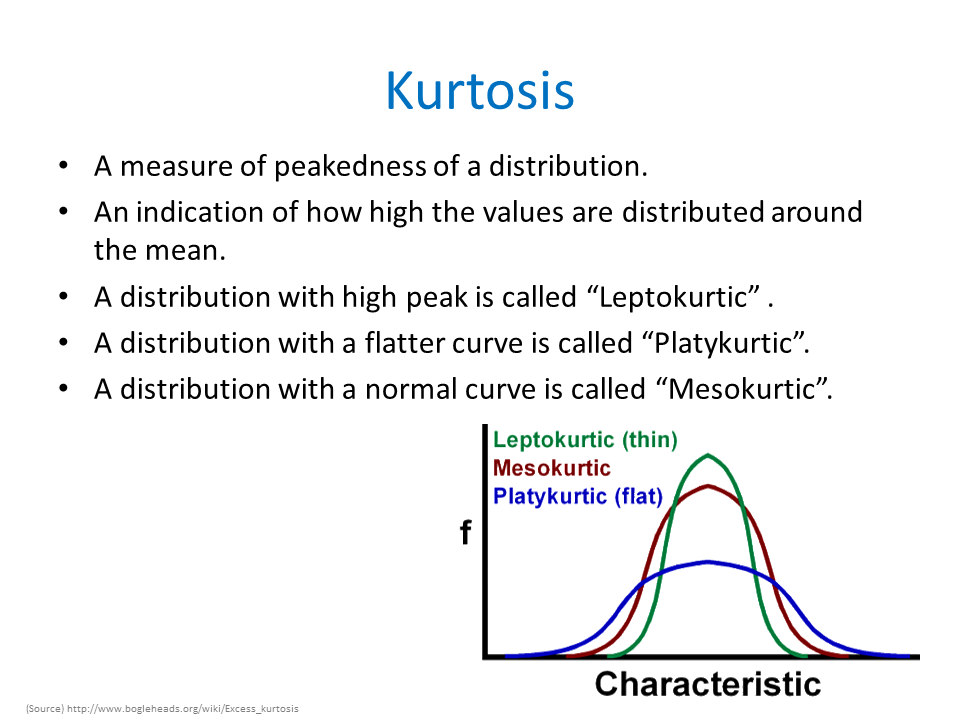 Kurtosis
• A measure of peakedness of a distribution.
• An indication of how high the values are distributed around
the mean.
• A distribution with high peak is called “Leptokurtic” .
• A distribution with a flatter curve is called “Platykurtic”.
• A distribution with a normal curve is called “Mesokurtic”.
Leptokurtic (thin)
Mesokurtic
Platykurtic (flat)
f
Characteristic
(Source) http://www.bogleheads.org/wiki/Excess_kurtosis